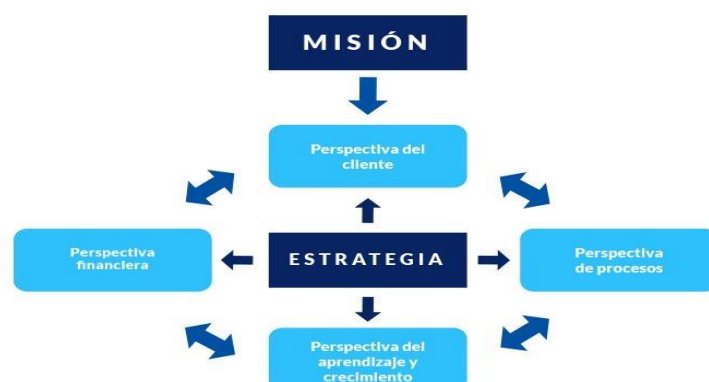 MISIÓN
Perspectiva del
cliente
Perspectiva
financiera
ESTRATEGIA
Perspectiva
de procesos
Perspectiva del
aprendizaje y
crecimiento